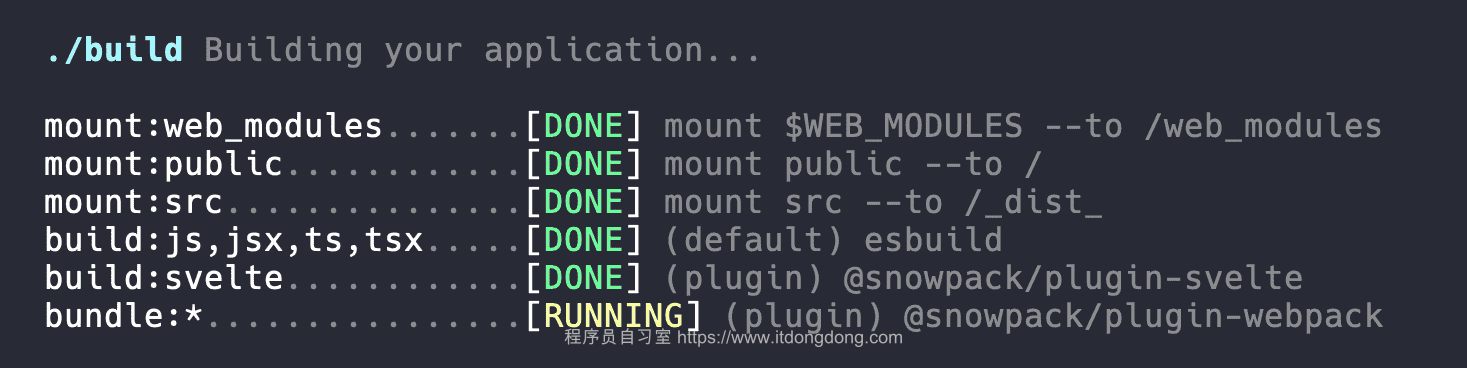 ./build Building your application...
mount:web_modules.......[DONE] mount $WEB_MODULES --to /web_modules
mount:public............[DONE] mount public --to /
mount:src...............[DONE] mount src --to /_dist_
build:js,jsx,ts,tsx.....[DONE] (default) esbuild
build:svelte............[DONE] (plugin) @snowpack/plugin-svelte
bundle:*................[RUNNING] (plugin) @snowpack/plugin-webpack
程序员自习室 https://www.itdongdong.com